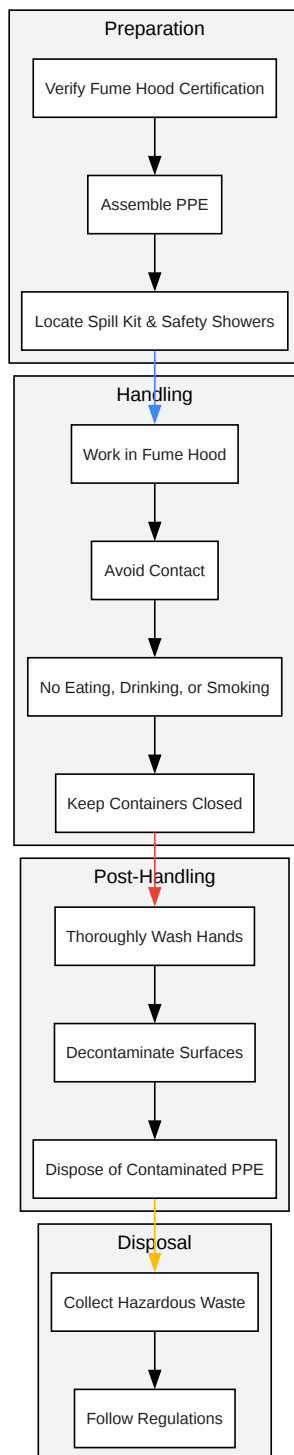 Preparation
Verify Fume Hood Certification
Assemble PPE
Locate Spill Kit & Safety Showers
Handling
Work in Fume Hood
Avoid Contact
No Eating, Drinking, or Smoking
Keep Containers Closed
Post-Handling
Thoroughly Wash Hands
Decontaminate Surfaces
Dispose of Contaminated PPE
Disposal
Collect Hazardous Waste
Follow Regulations